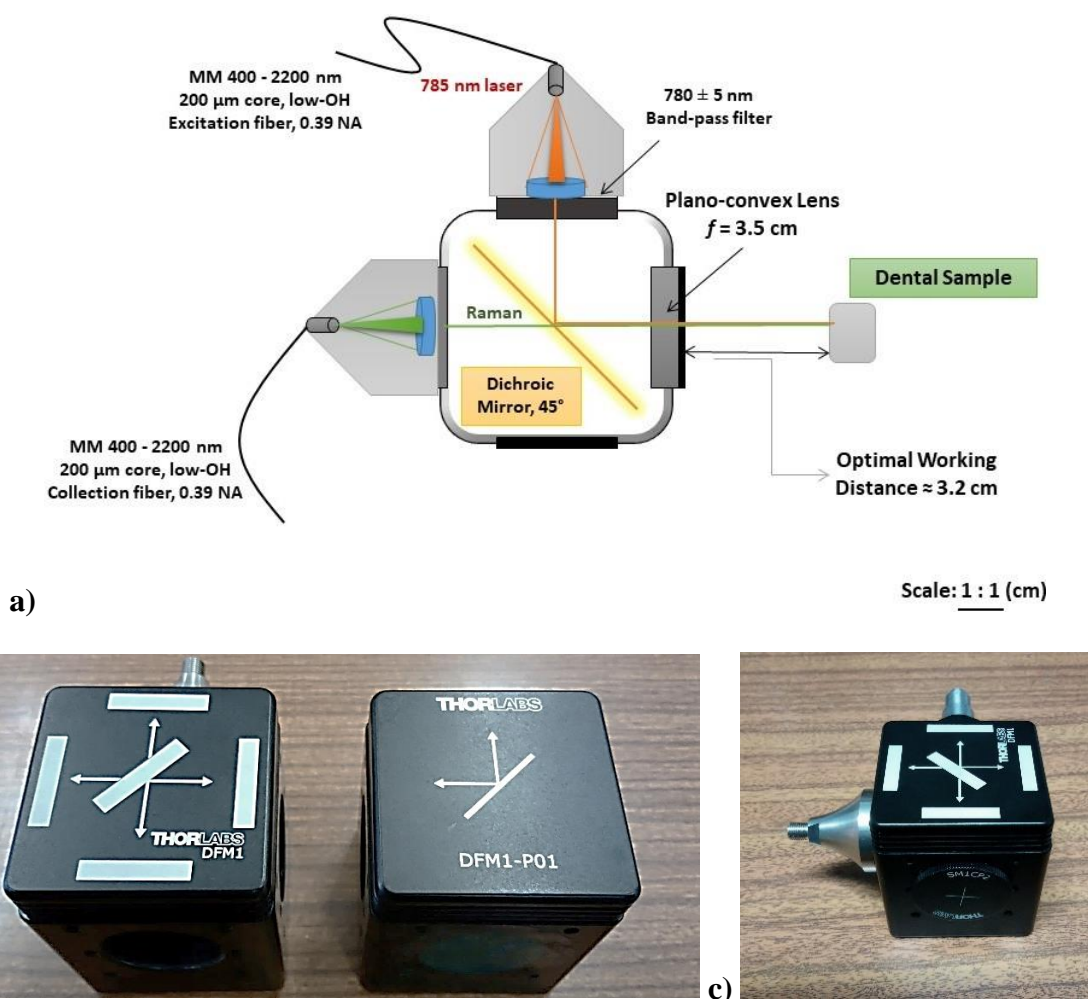 MM 400 - 2200 nm
200 µm core, low-OH
Excitation fiber, 0.39 NA
785 nm laser
780 ± 5 nm
Band-pass filter
Plano-convex Lens
f = 3.5 cm
Dental Sample
Raman
Dichroic
Mirror, 45°
MM 400 - 2200 nm
200 µm core, low-OH
Collection fiber, 0.39 NA
Optimal Working
Distance ≈ 3.2 cm
a)
Scale: 1 : 1 (cm)
THORLABS
DFM1
THORLABS
DFM1-P01
c)
THORLABS
DFM1
SM1CP2
THORLABS